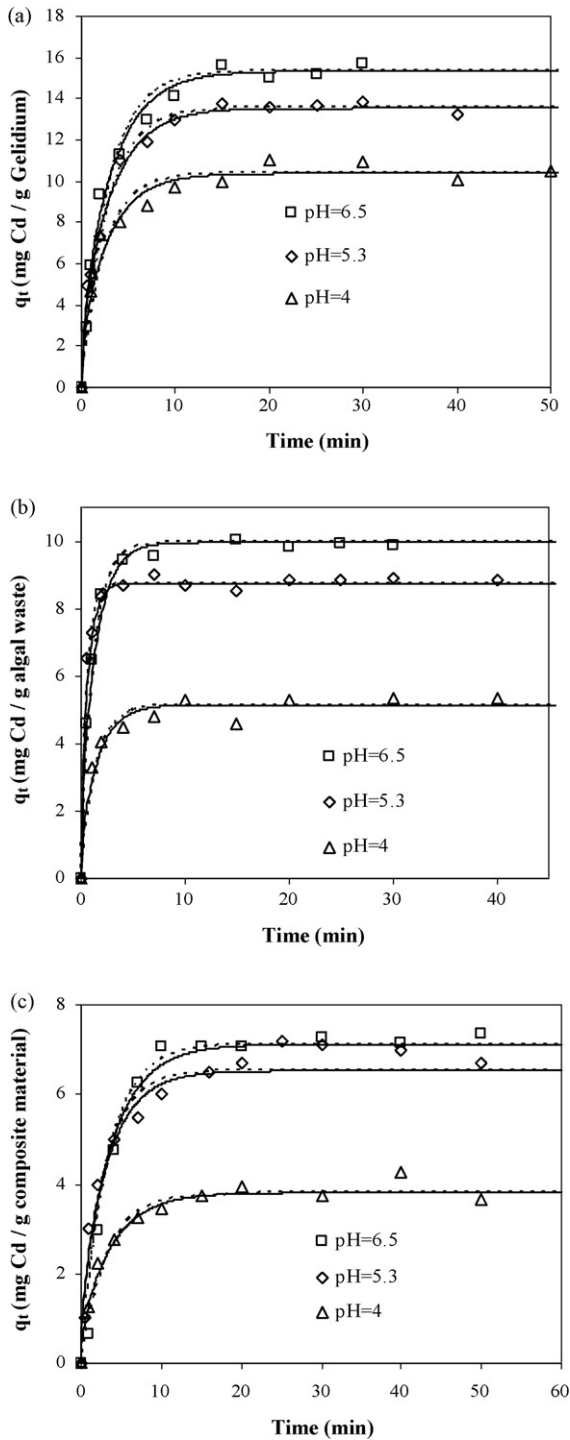 (a)
18
16
14
12
10
8
6
4
2
0
q_t (mg Cd / g Gelidium)
pH=6.5
pH=5.3
pH=4
0 10 20 30 40 50
Time (min)
(b)
10
8
6
4
2
0
q_t (mg Cd / g algal waste)
pH=6.5
pH=5.3
pH=4
0 10 20 30 40
Time (min)
(c)
8
6
4
2
0
q_t (mg Cd / g composite material)
pH=6.5
pH=5.3
pH=4
0 10 20 30 40 50 60
Time (min)